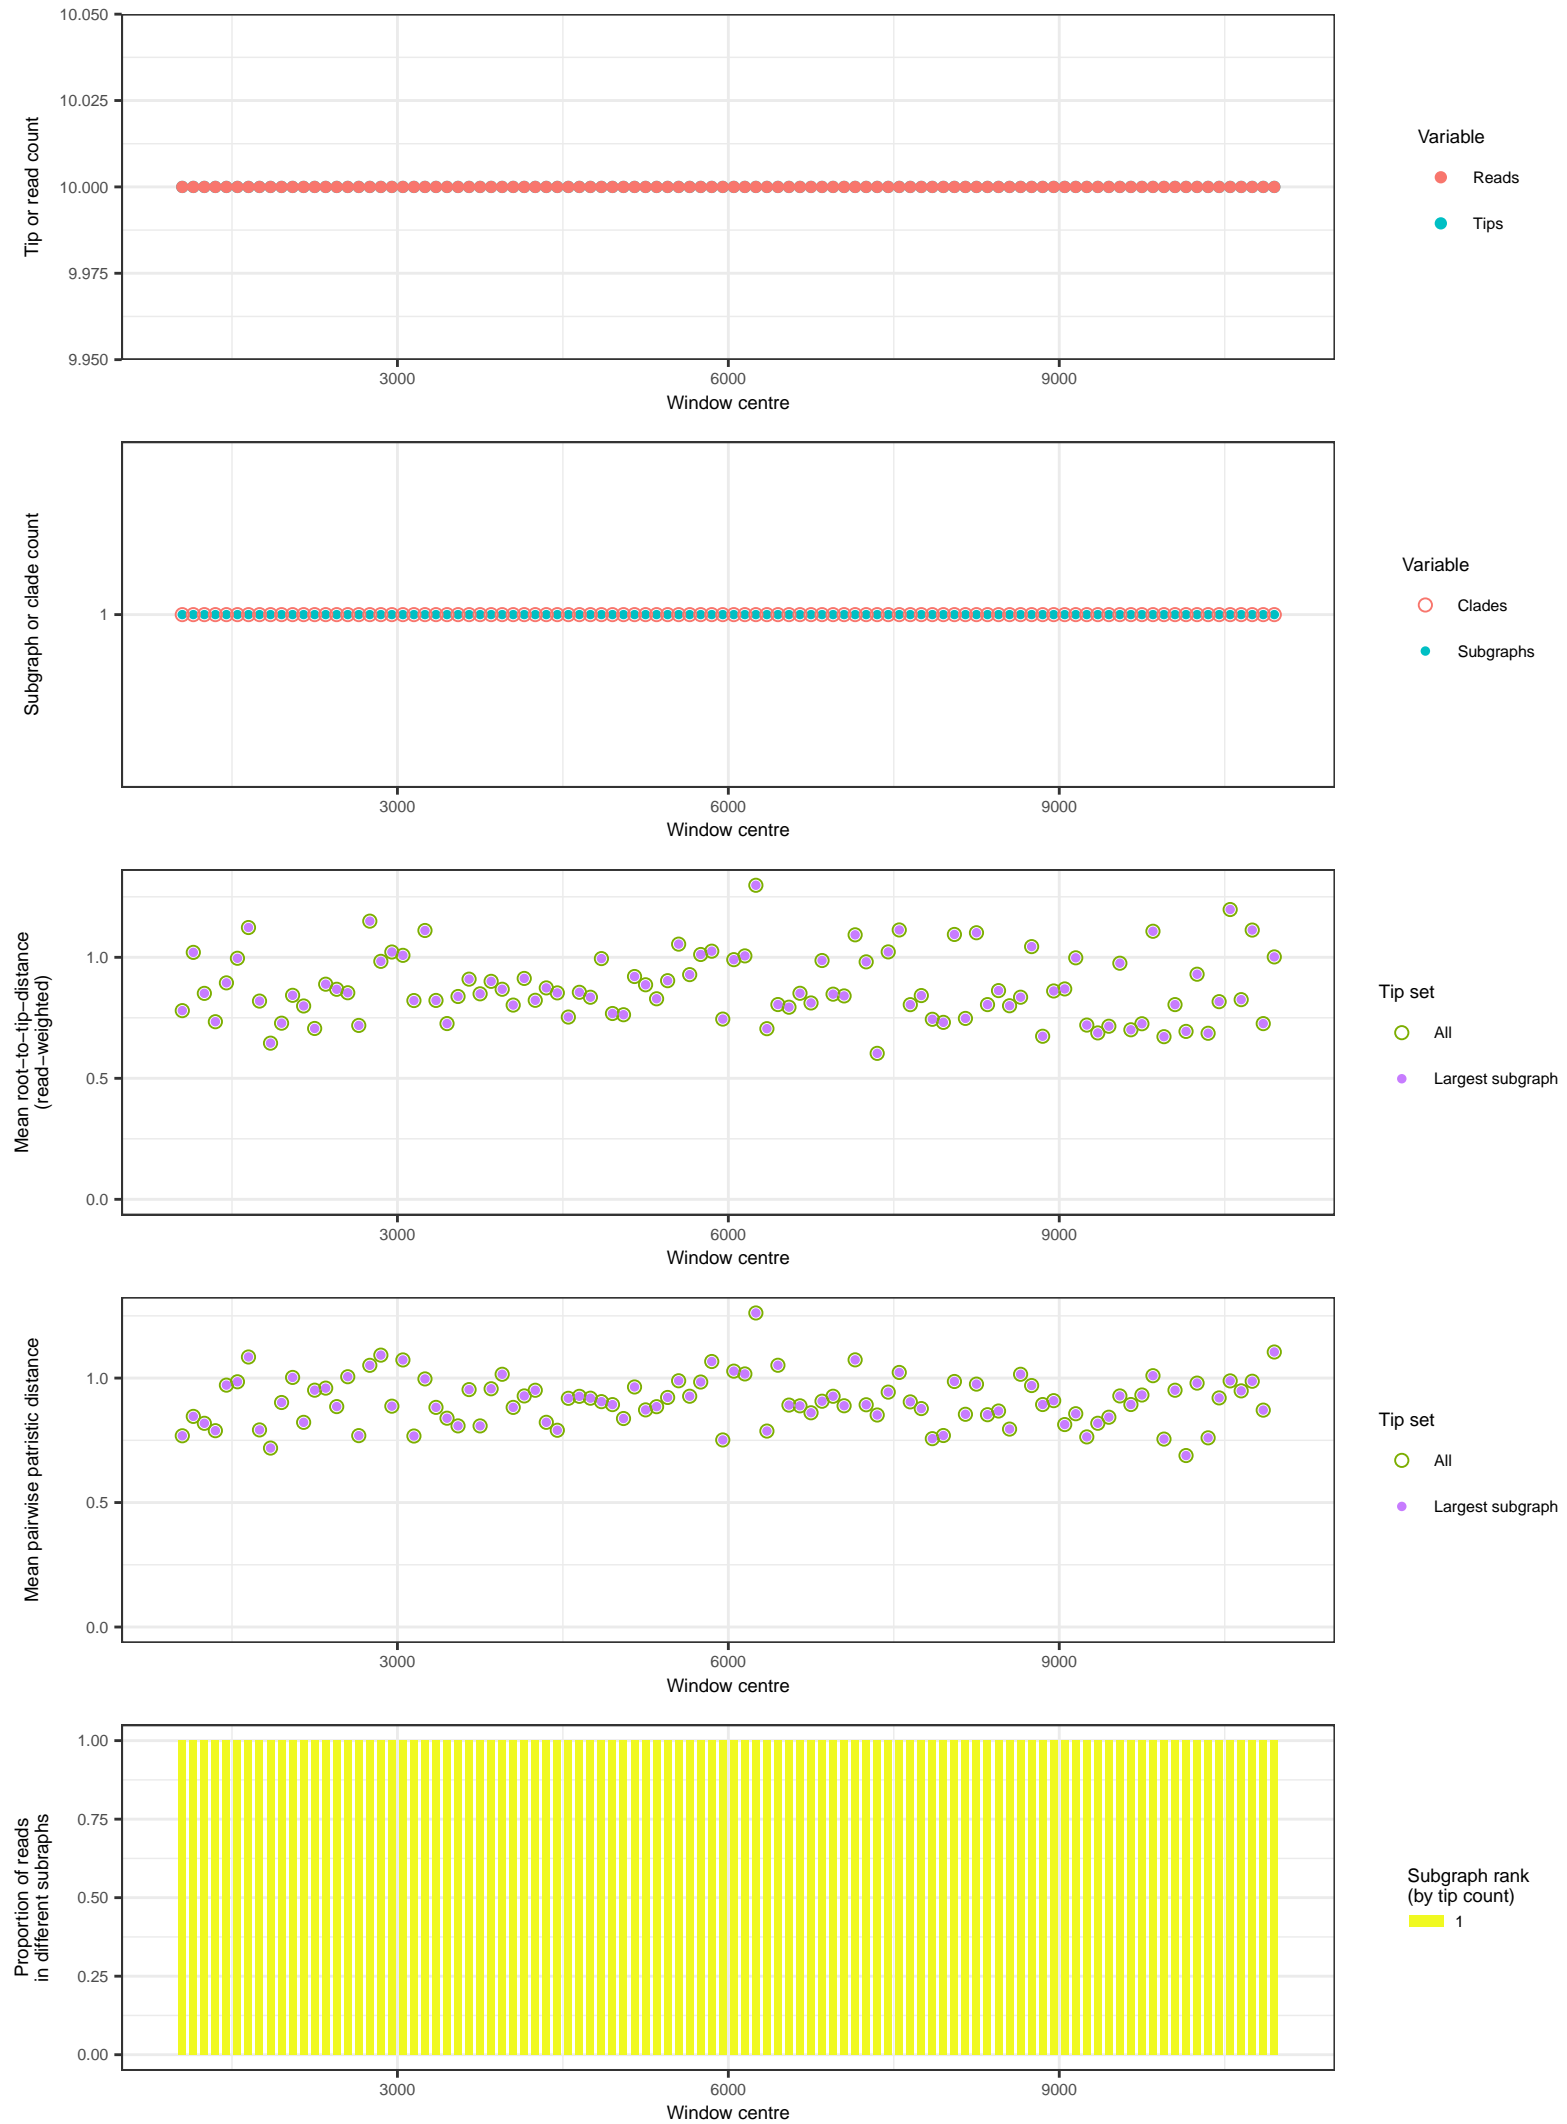 10.050
10.025
10.000
9.975
9.950
Tip or read count
3000
6000
9000
Window centre
Variable
Reads
Tips
1
Subgraph or clade count
3000
6000
9000
Window centre
Variable
Clades
Subgraphs
1.0
0.5
0.0
Mean root−to−tip−distance
(read−weighted)
3000
6000
9000
Window centre
Tip set
All
Largest subgraph
1.0
0.5
0.0
Mean pairwise patristic distance
3000
6000
9000
Window centre
Tip set
All
Largest subgraph
1.00
0.75
0.50
0.25
0.00
Proportion of reads
in different subraphs
3000
6000
9000
Window centre
Subgraph rank
(by tip count)
1